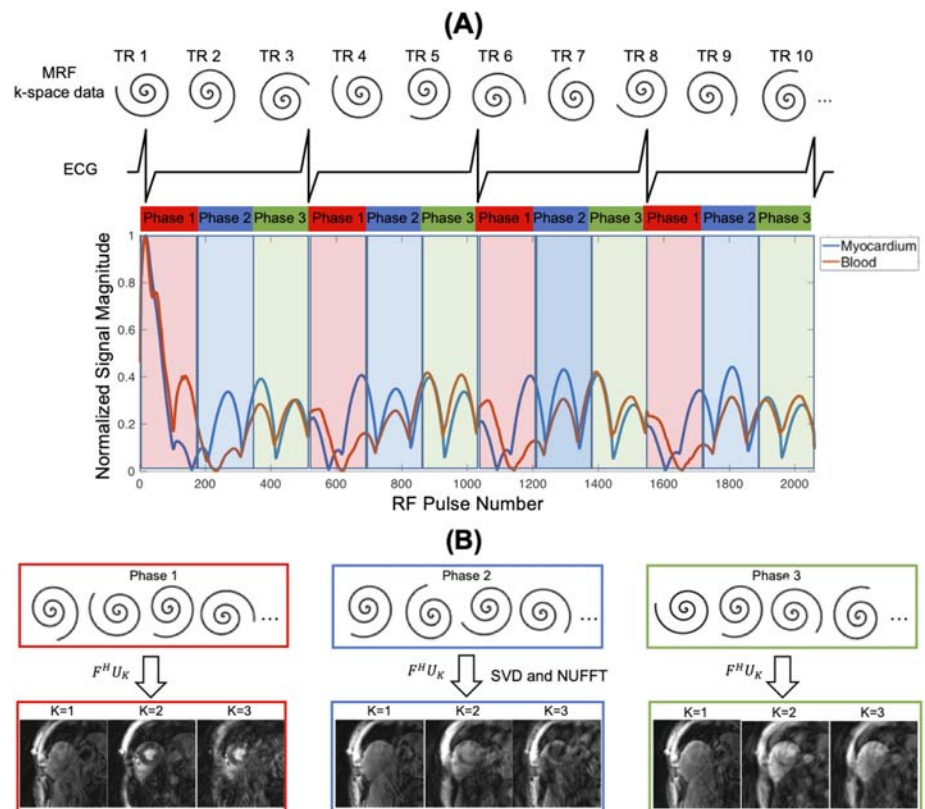 (A)
MRF
k-space data
TR 1 TR 2 TR 3 TR 4 TR 5 TR 6 TR 7 TR 8 TR 9 TR 10
...
ECG
Phase 1 Phase 2 Phase 3 Phase 1 Phase 2 Phase 3 Phase 1 Phase 2 Phase 3 Phase 1 Phase 2 Phase 3
Normalized Signal Magnitude
1
0.8
0.6
0.4
0.2
0
Myocardium
Blood
0 200 400 600 800 1000 1200 1400 1600 1800 2000
RF Pulse Number
(B)
Phase 1 Phase 2 Phase 3
... ... ...
FᴴU_K FᴴU_K SVD and NUFFT FᴴU_K
K=1 K=2 K=3 K=1 K=2 K=3 K=1 K=2 K=3